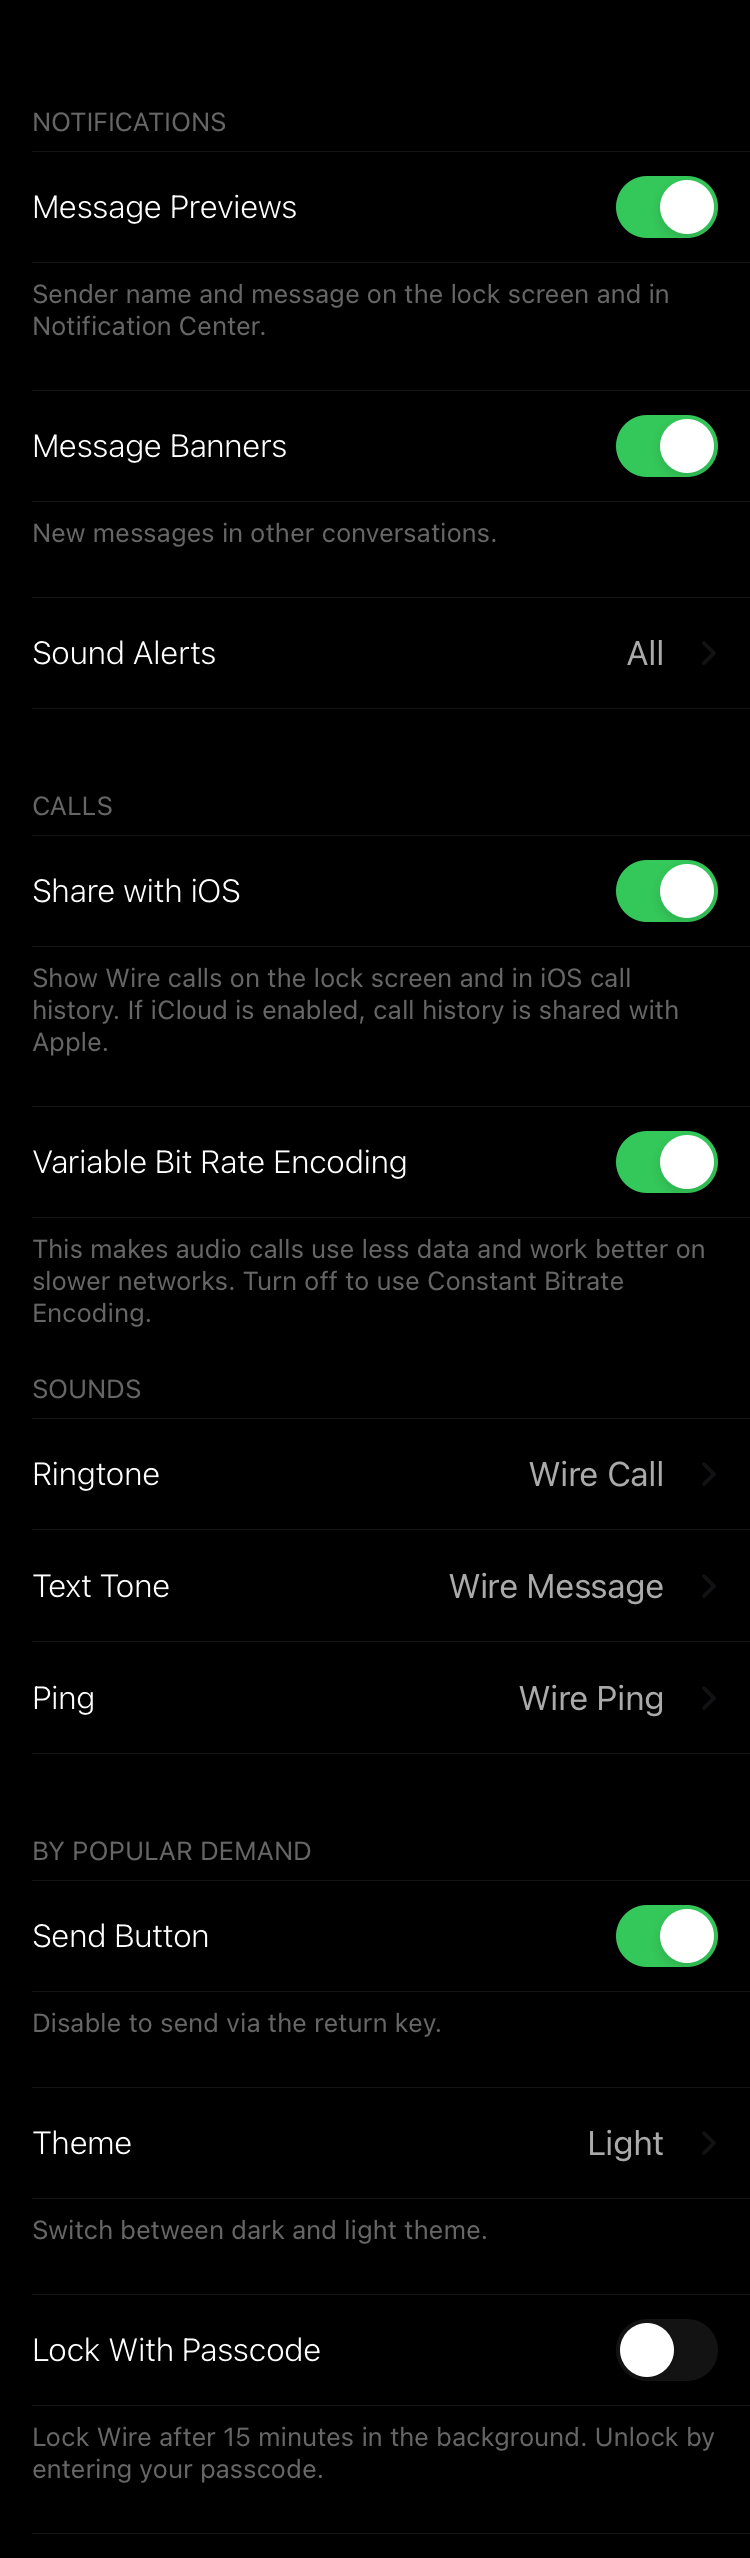 NOTIFICATIONS
Message Previews
Sender name and message on the lock screen and in
Notification Center.
Message Banners
New messages in other conversations.
Sound Alerts All
CALLS
Share with iOS
Show Wire calls on the lock screen and in iOS call
history. If iCloud is enabled, call history is shared with
Apple.
Variable Bit Rate Encoding
This makes audio calls use less data and work better on
slower networks. Turn off to use Constant Bitrate
Encoding.
SOUNDS
Ringtone Wire Call
Text Tone Wire Message
Ping Wire Ping
BY POPULAR DEMAND
Send Button
Disable to send via the return key.
Theme Light
Switch between dark and light theme.
Lock With Passcode
Lock Wire after 15 minutes in the background. Unlock by
entering your passcode.